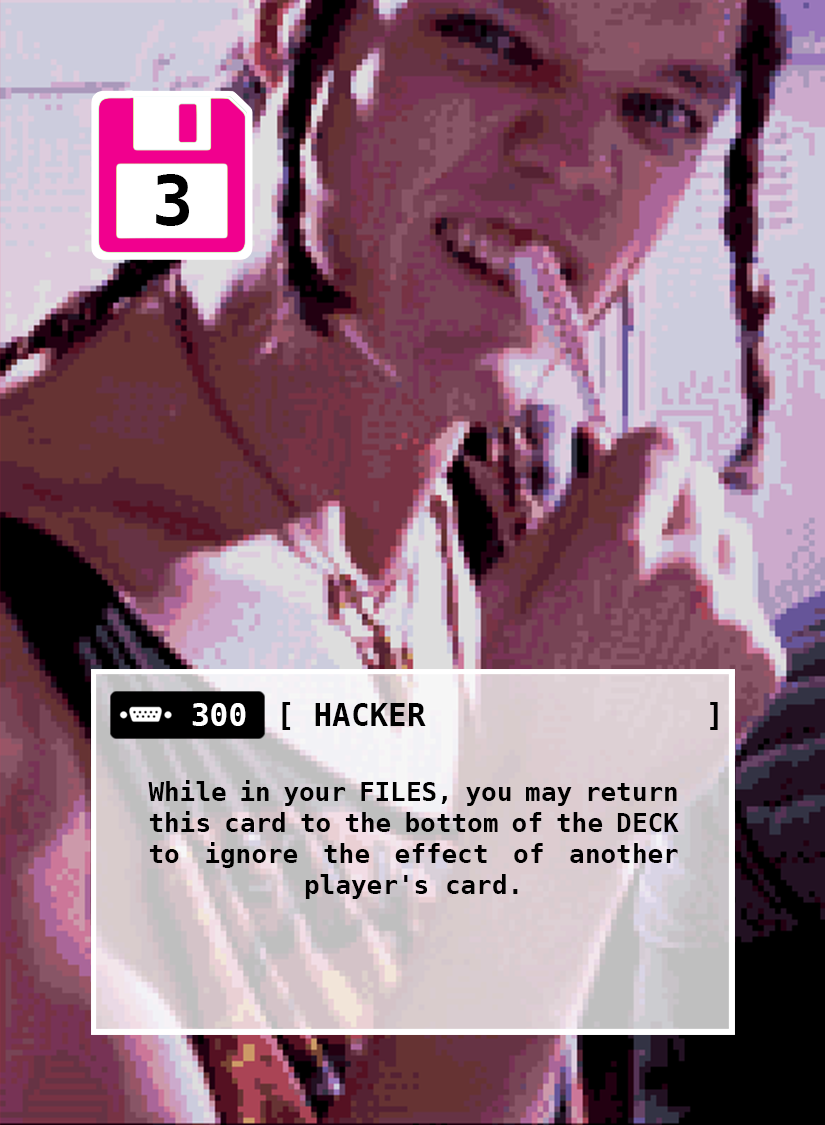 3
300 [ HACKER ]
While in your FILES, you may return
this card to the bottom of the DECK
to ignore the effect of another
player's card.